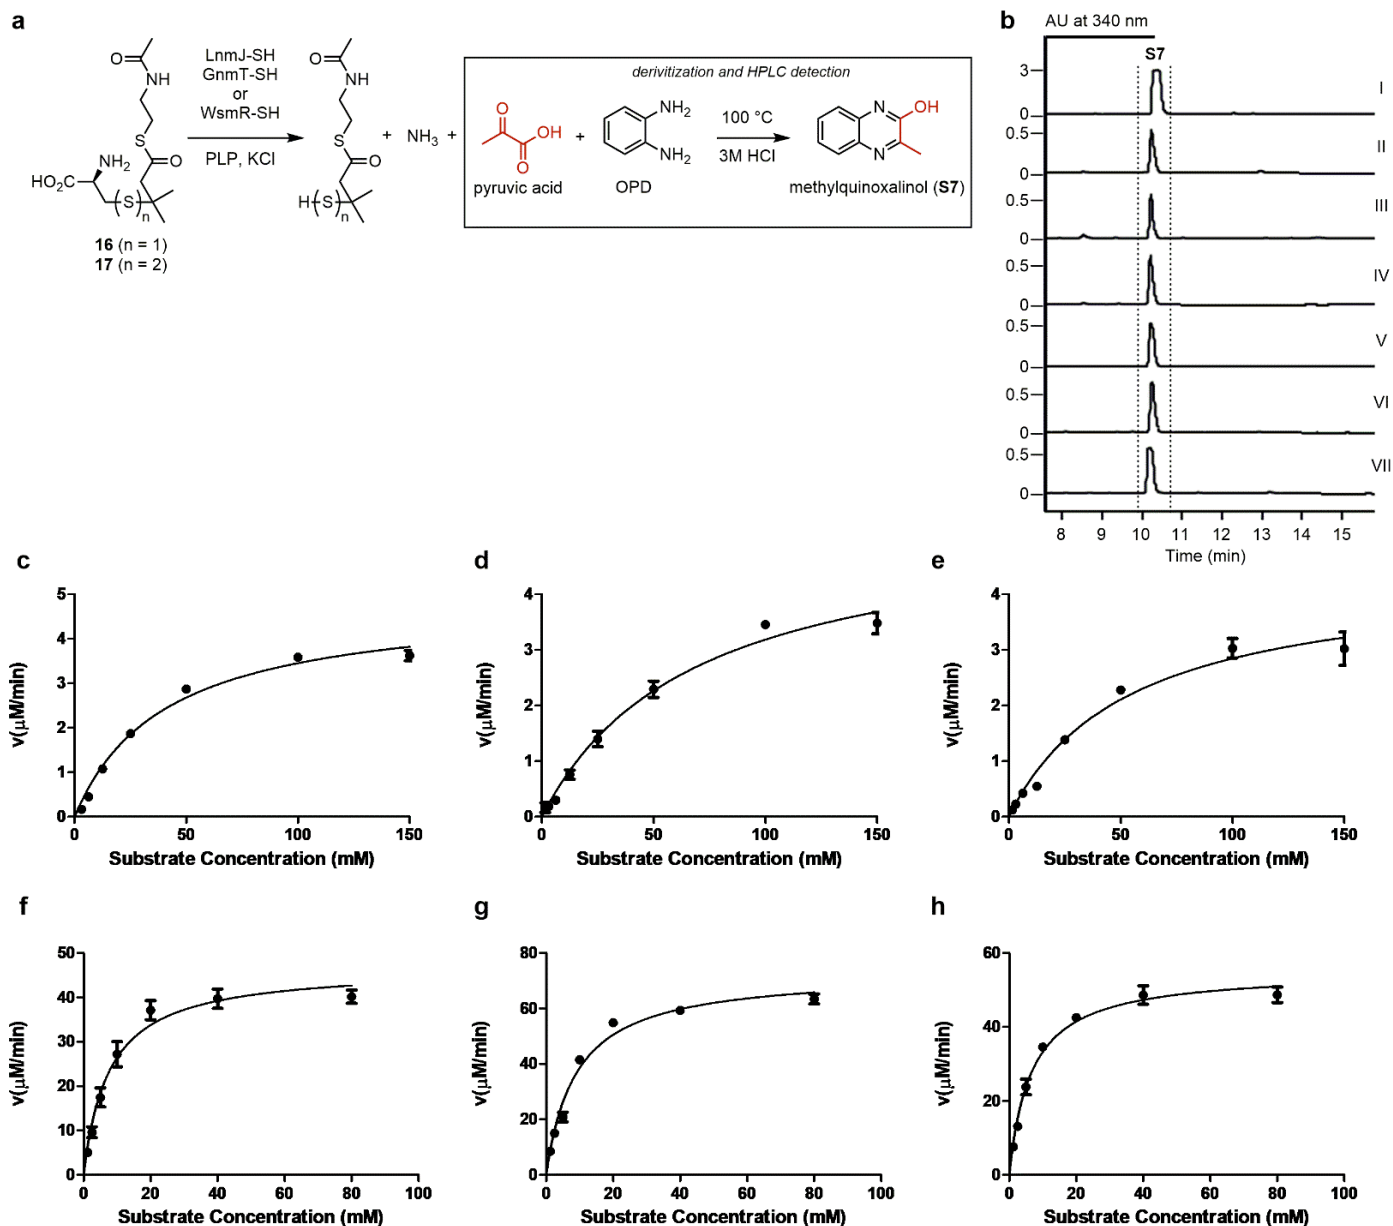 a
O
NH
S
O
NH2
HO2C
S
n
16 (n = 1)
17 (n = 2)
LnmJ-SH
GnmT-SH
or
WsmR-SH
PLP, KCl
O
NH
S
O
H
S
n
+ NH3 +
derivitization and HPLC detection
O
OH
O
pyruvic acid
+
NH2
NH2
OPD
100 °C
3M HCl
N
OH
N
methylquinoxalinol (S7)
b
AU at 340 nm
S7
3
0
I
0.5
0
II
0.5
0
III
0.5
0
IV
0.5
0
V
0.5
0
VI
0.5
0
VII
8 9 10 11 12 13 14 15
Time (min)
c
5
4
3
2
1
0
v(μM/min)
0 50 100 150
Substrate Concentration (mM)
d
4
3
2
1
0
v(μM/min)
0 50 100 150
Substrate Concentration (mM)
e
4
3
2
1
0
v(μM/min)
0 50 100 150
Substrate Concentration (mM)
f
50
40
30
20
10
0
v(μM/min)
0 20 40 60 80 100
Substrate Concentration (mM)
g
80
60
40
20
0
v(μM/min)
0 20 40 60 80 100
Substrate Concentration (mM)
h
60
40
20
0
v(μM/min)
0 20 40 60 80 100
Substrate Concentration (mM)